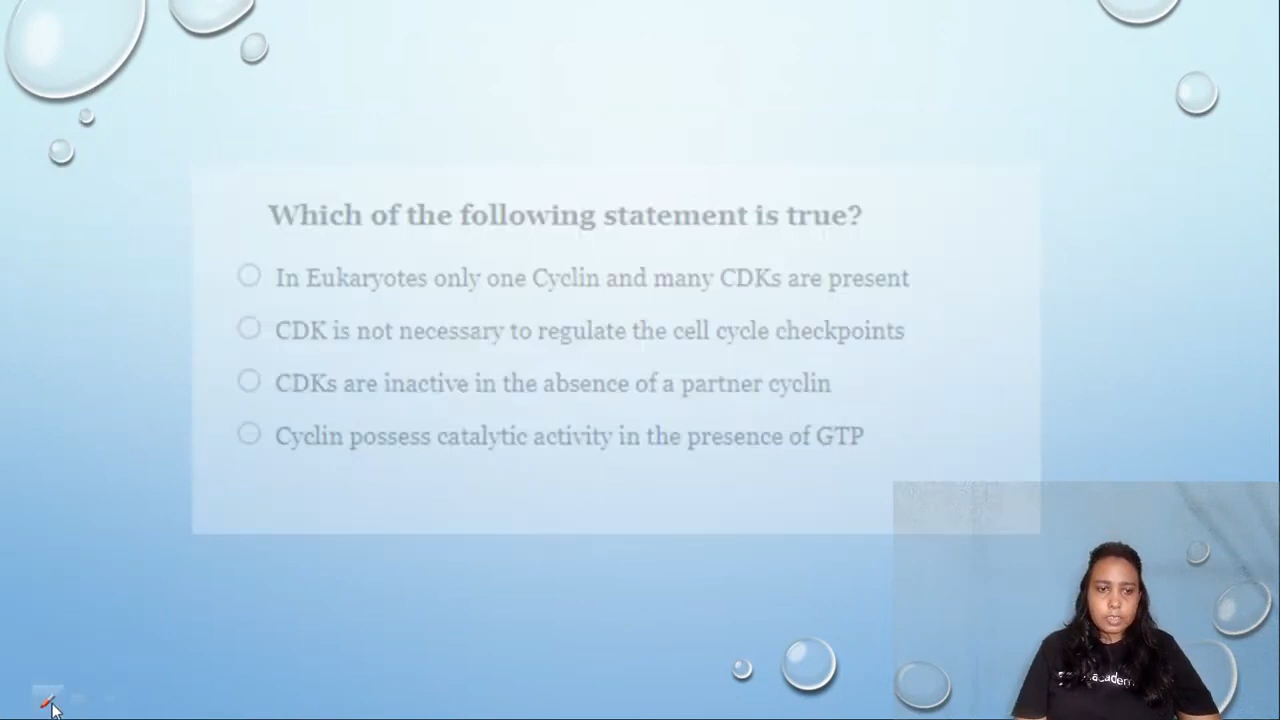 Which of the following statement is true?
In Eukaryotes only one Cyclin and many CDKs are present
CDK is not necessary to regulate the cell cycle checkpoints
CDKs are inactive in the absence of a partner cyclin
Cyclin possess catalytic activity in the presence of GTP